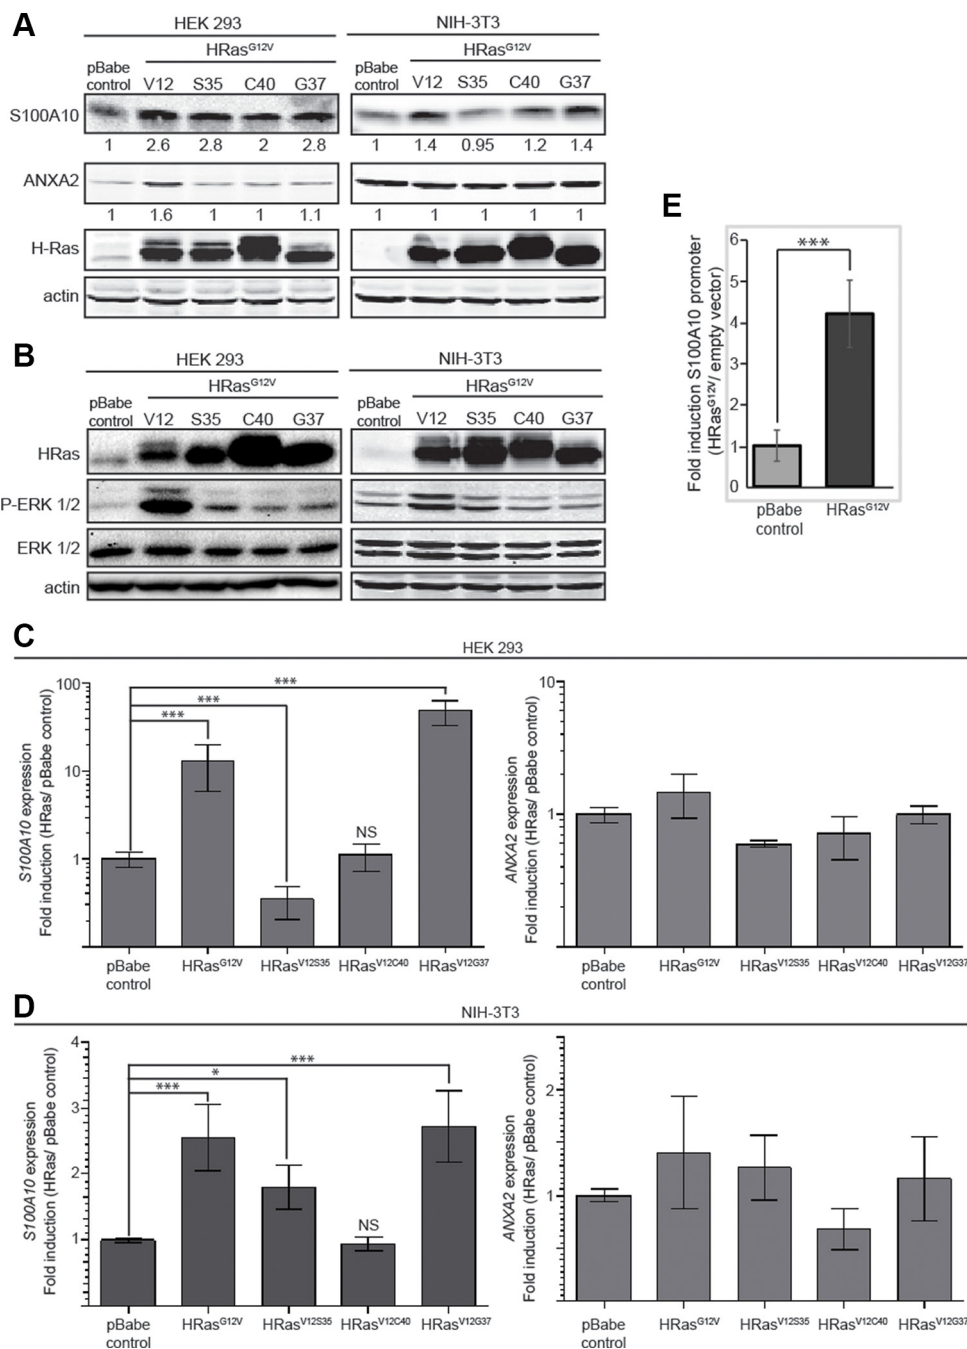 A
HEK 293
NIH-3T3
HRasG12V
HRasG12V
pBabe control
V12 S35 C40 G37
pBabe control
V12 S35 C40 G37
S100A10
1 2.6 2.8 2 2.8
1 1.4 0.95 1.2 1.4
ANXA2
1 1.6 1 1 1.1
1 1 1 1 1
H-Ras
actin
E
Fold induction S100A10 promoter
(HRasG12V/ empty vector)
6
5
4
3
2
1
0
***
pBabe control
HRasG12V
B
HEK 293
NIH-3T3
HRasG12V
HRasG12V
pBabe control
V12 S35 C40 G37
pBabe control
V12 S35 C40 G37
HRas
P-ERK 1/2
ERK 1/2
actin
C
HEK 293
S100A10 expression
Fold induction (HRas/ pBabe control)
100
10
1
***
***
***
NS
pBabe control
HRasG12V
HRasV12S35
HRasV12C40
HRasV12G37
ANXA2 expression
Fold induction (HRas/ pBabe control)
10
1
pBabe control
HRasG12V
HRasV12S35
HRasV12C40
HRasV12G37
D
NIH-3T3
S100A10 expression
Fold induction (HRas/ pBabe control)
4
3
2
1
***
*
***
NS
pBabe control
HRasG12V
HRasV12S35
HRasV12C40
HRasV12G37
ANXA2 expression
Fold induction (HRas/ pBabe control)
2
1
pBabe control
HRasG12V
HRasV12S35
HRasV12C40
HRasV12G37